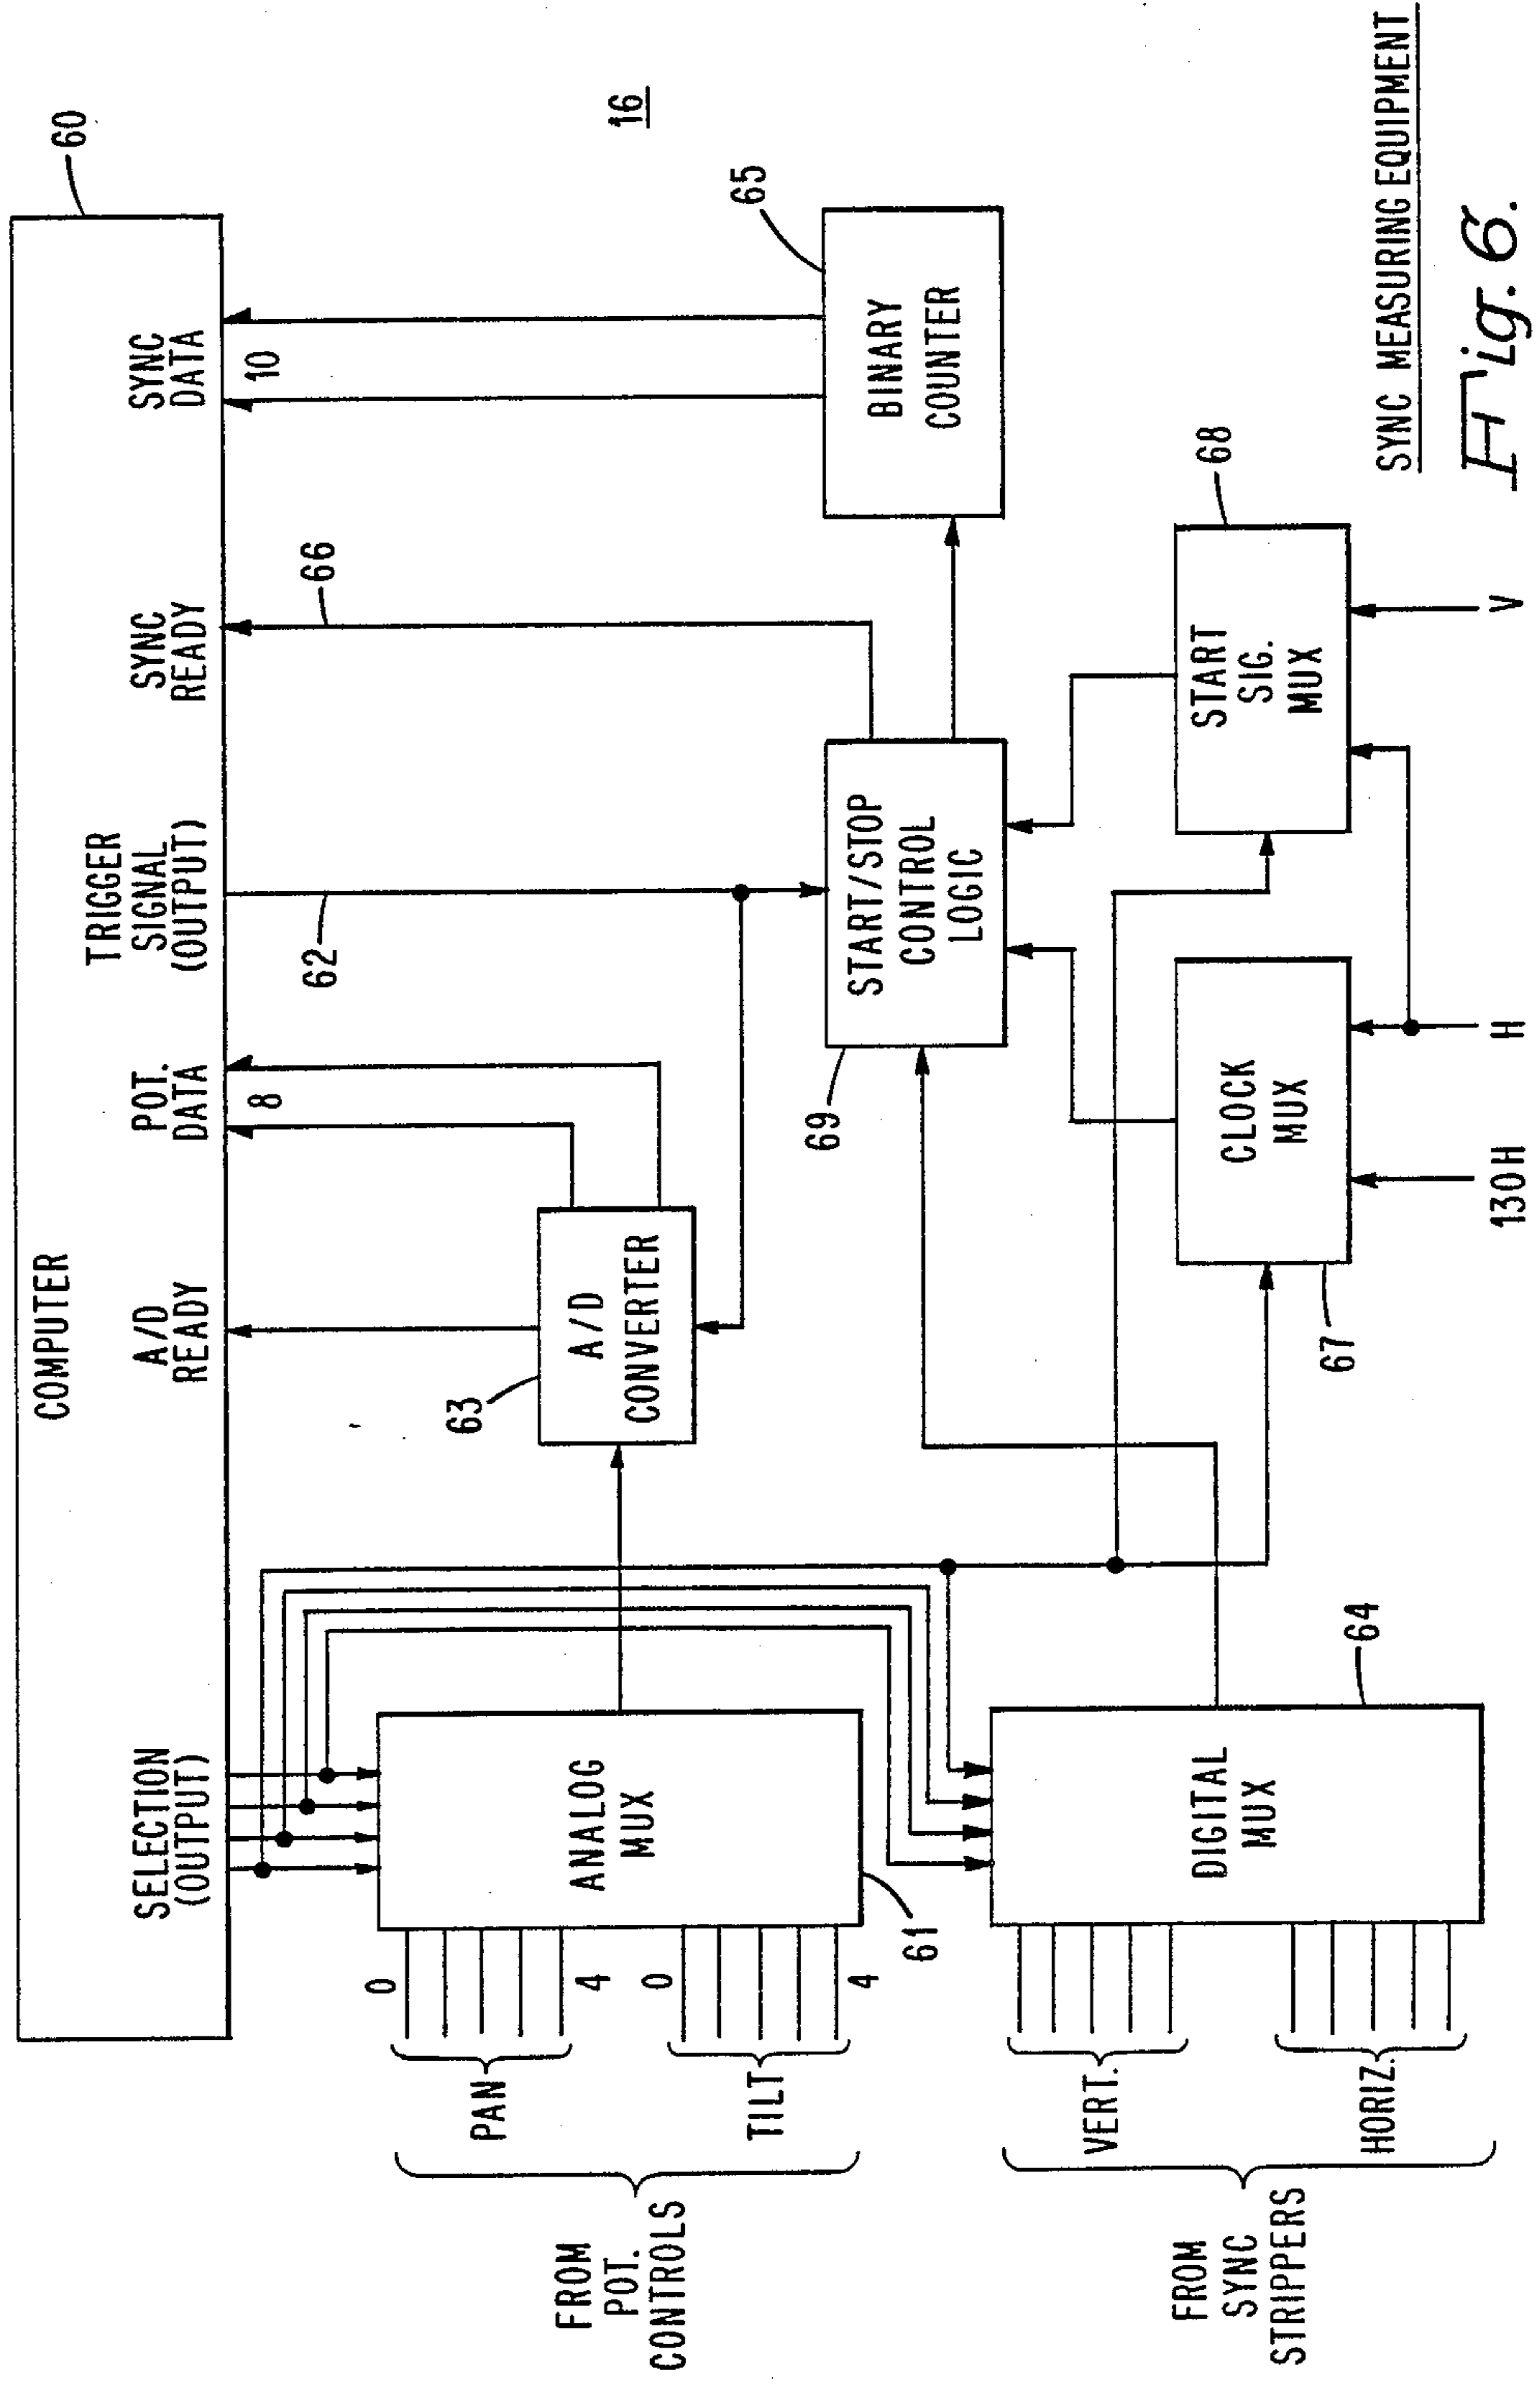 COMPUTER
60
SELECTION
(OUTPUT)
A/D
READY
POT.
DATA
TRIGGER
SIGNAL
(OUTPUT)
SYNC
READY
SYNC
DATA
8
62
66
10
16
0
PAN
4
0
TILT
4
FROM
POT.
CONTROLS
ANALOG
MUX
61
63
A/D
CONVERTER
69
START/STOP
CONTROL
LOGIC
BINARY
COUNTER
65
VERT.
HORIZ.
FROM
SYNC
STRIPPERS
DIGITAL
MUX
64
CLOCK
MUX
67
START
SIG.
MUX
68
130H
H
V
SYNC MEASURING EQUIPMENT
Fig. 6.